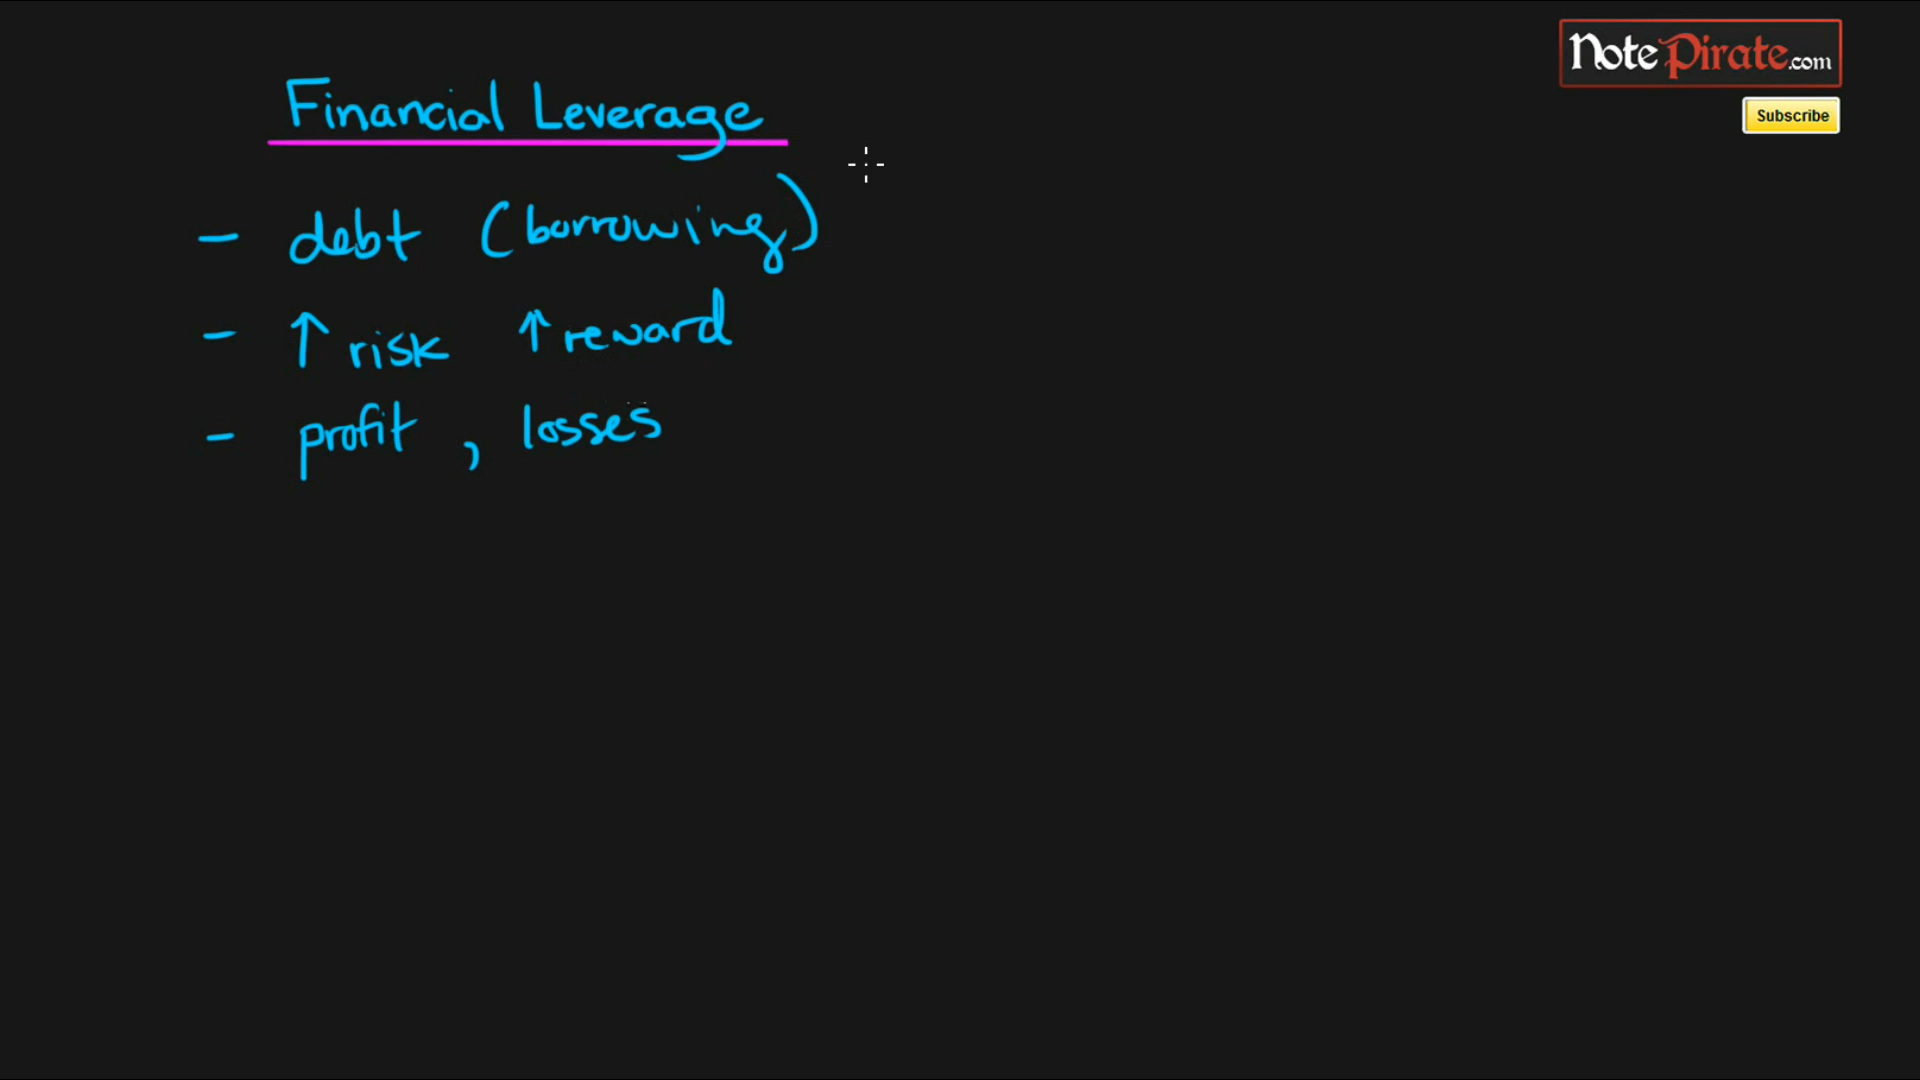 NotePirate.com
Subscribe
Financial Leverage
- debt (borrowing)
- ↑ risk ↑ reward
- profit, losses